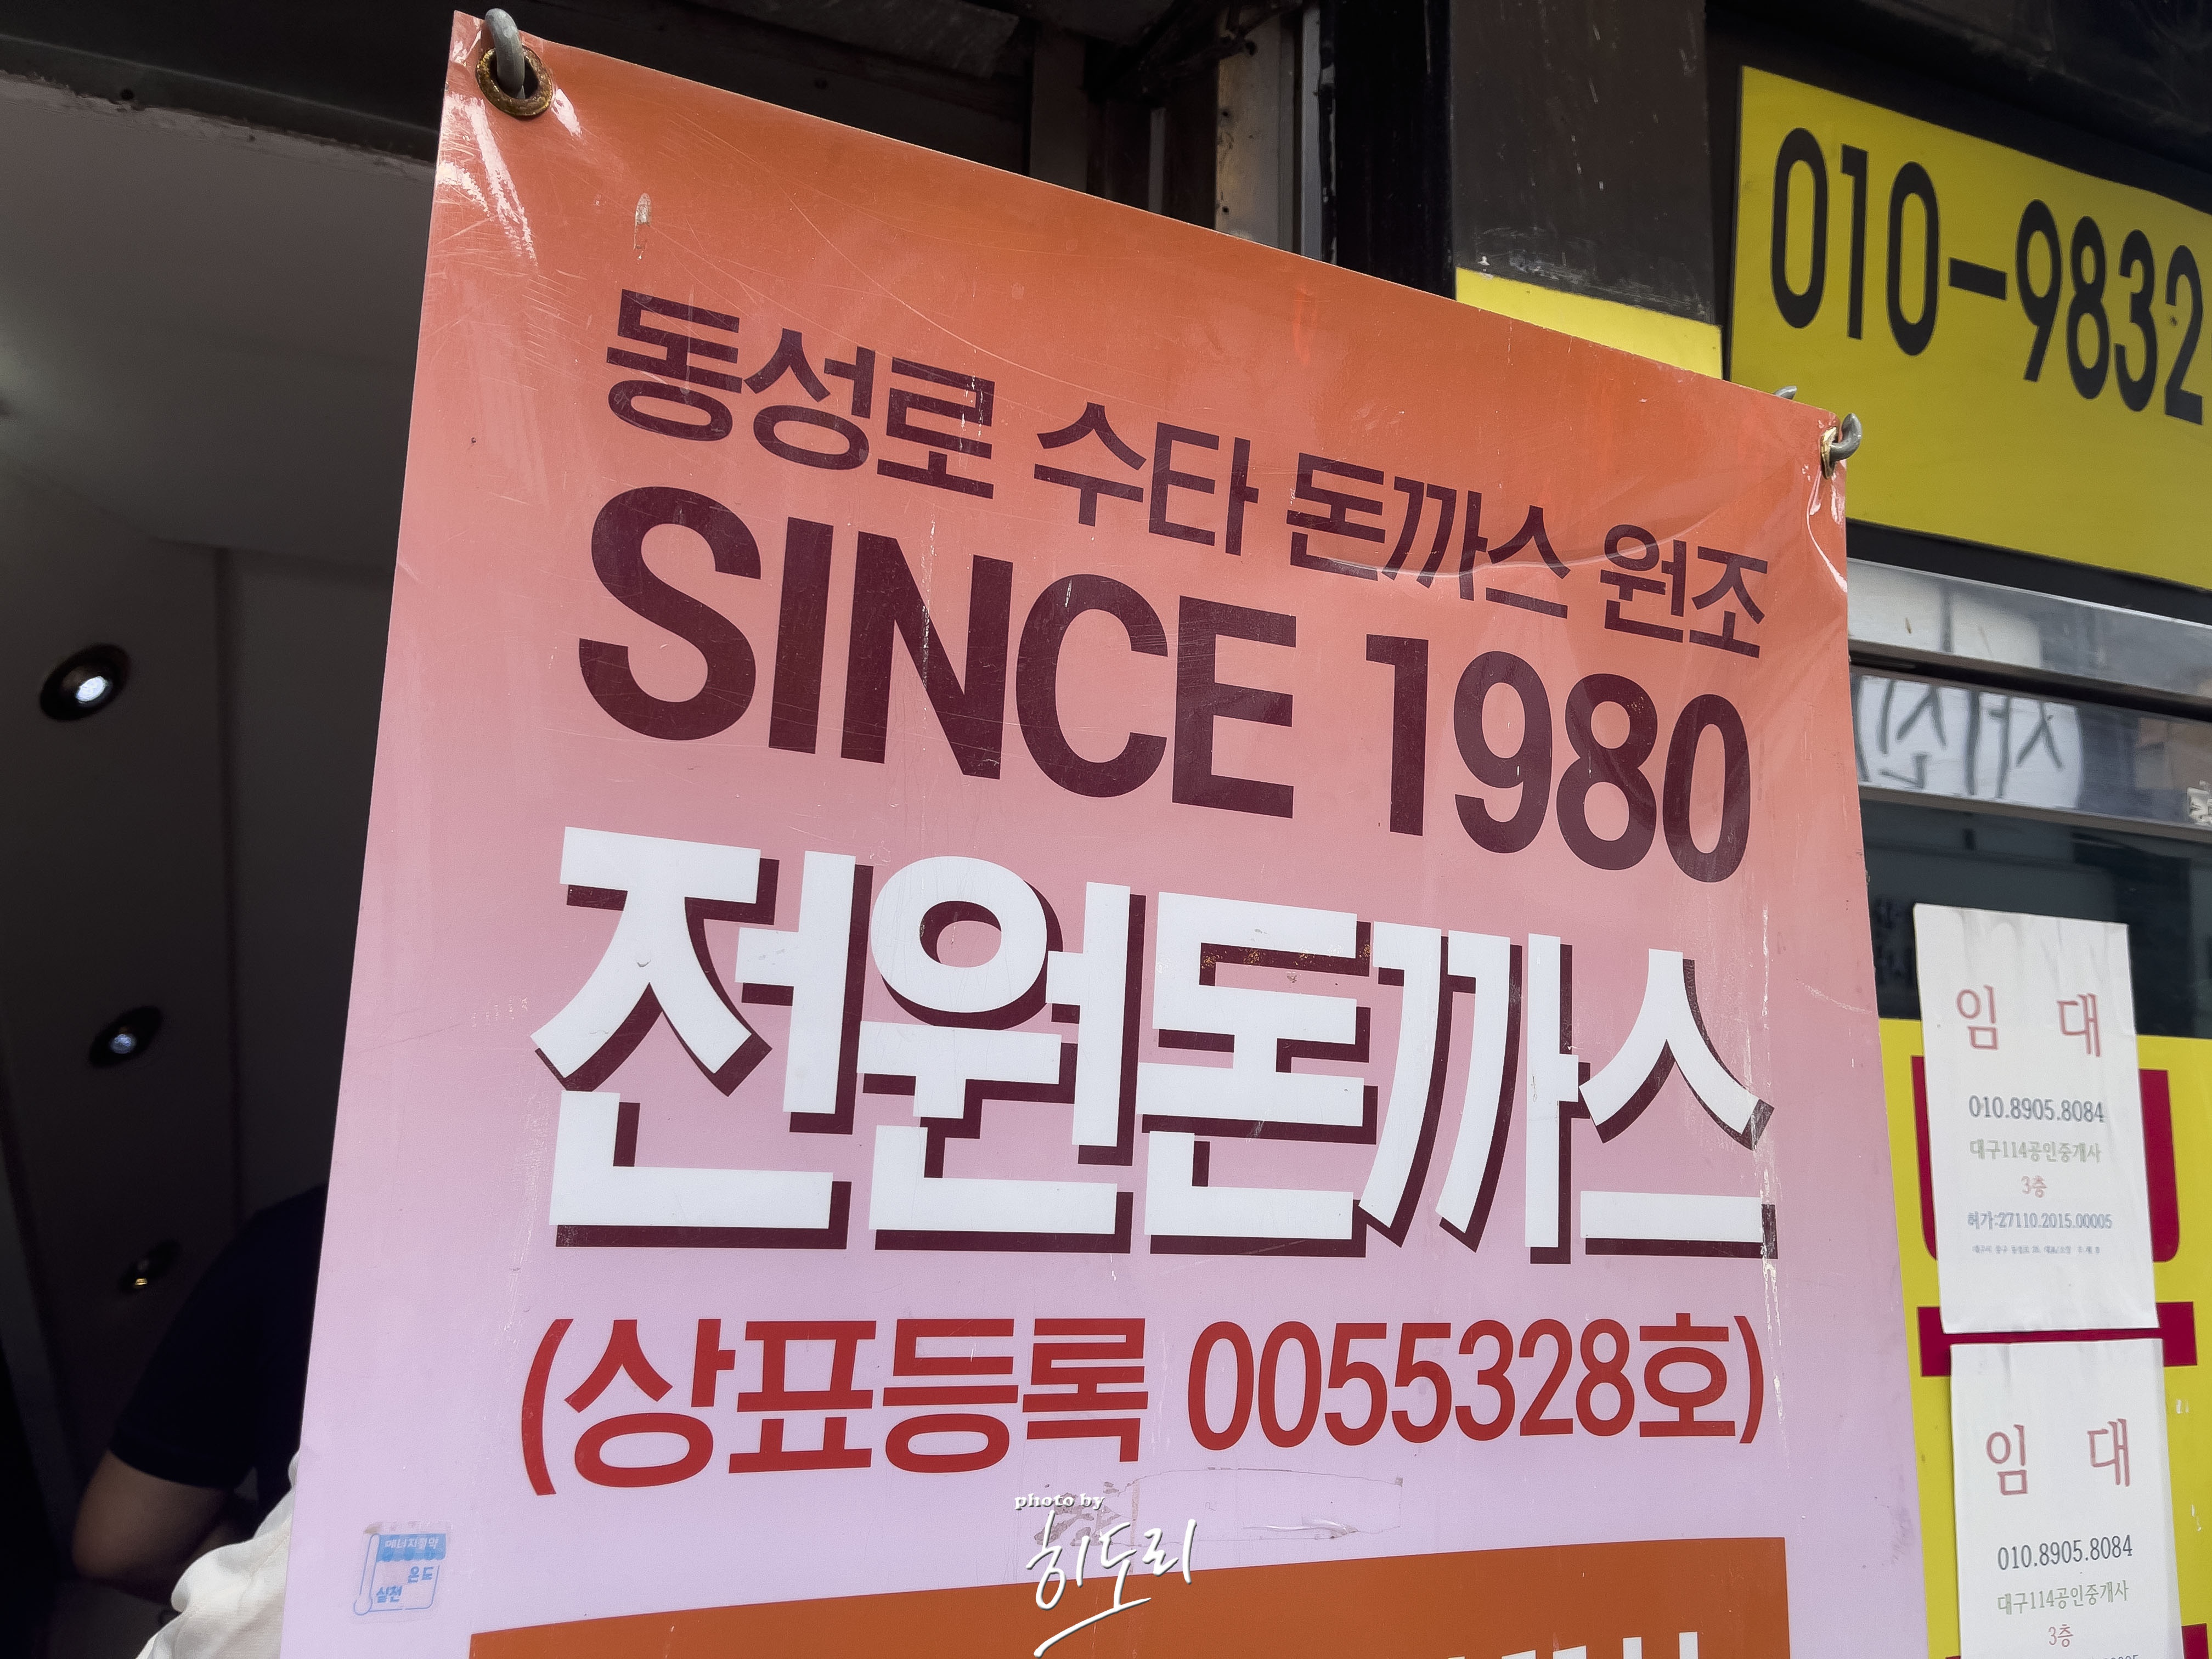 동성로 수타 돈까스 원조
SINCE 1980
전원돈까스
(상표등록 0055328호)
photo by
히도리
010-9832
임 대
010.8905.8084
대구114공인중개사
3층
허가:27110.2015.00005
임 대
010.8905.8084
대구114공인중개사
3층